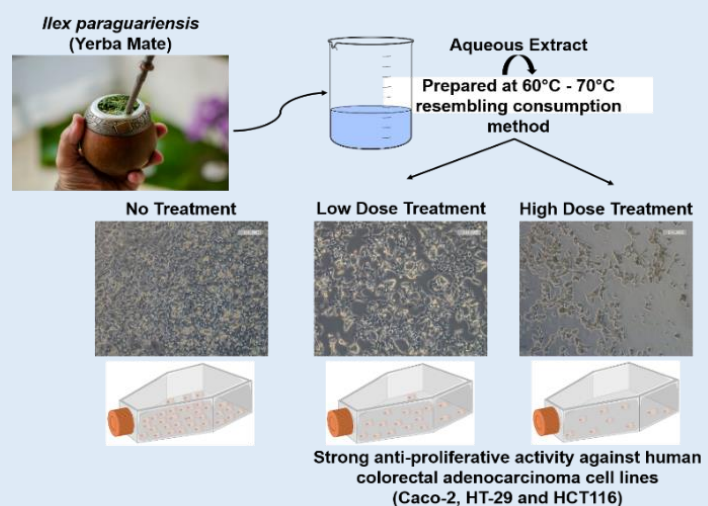 Ilex paraguariensis
(Yerba Mate)
Aqueous Extract
Prepared at 60°C - 70°C
resembling consumption
method
No Treatment
Low Dose Treatment
High Dose Treatment
Strong anti-proliferative activity against human
colorectal adenocarcinoma cell lines
(Caco-2, HT-29 and HCT116)